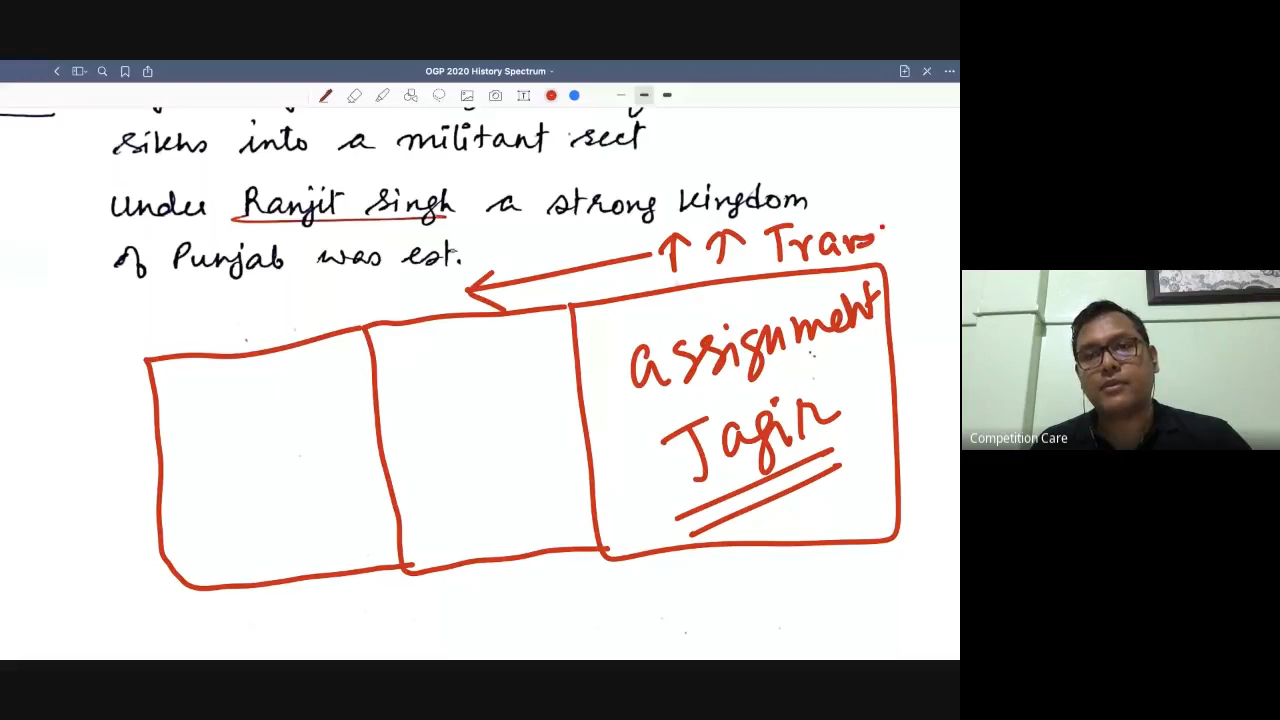 OGP 2020 History Spectrum
sikhs into a militant sect
Under Ranjit Singh a strong kingdom
of Punjab was est.
↑ ↑ Trans.
assignment
Jagir
Competition Care